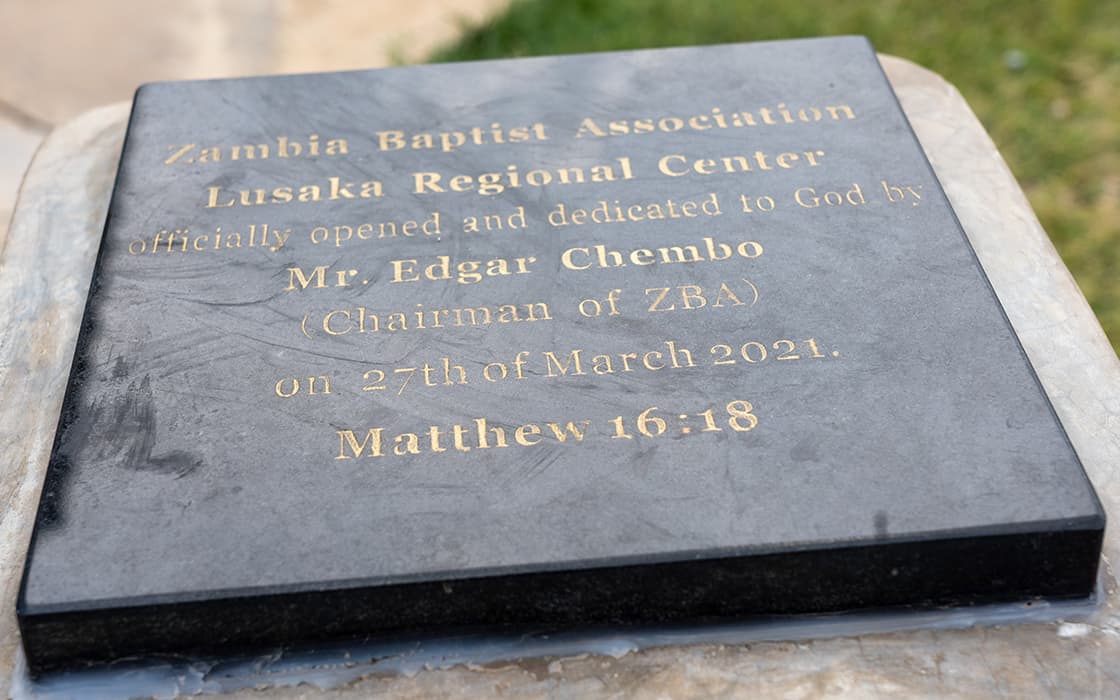 Zambia Baptist Association
Lusaka Regional Center
officially opened and dedicated to God by
Mr. Edgar Chembo
(Chairman of ZBA)
on 27th of March 2021.
Matthew 16:18